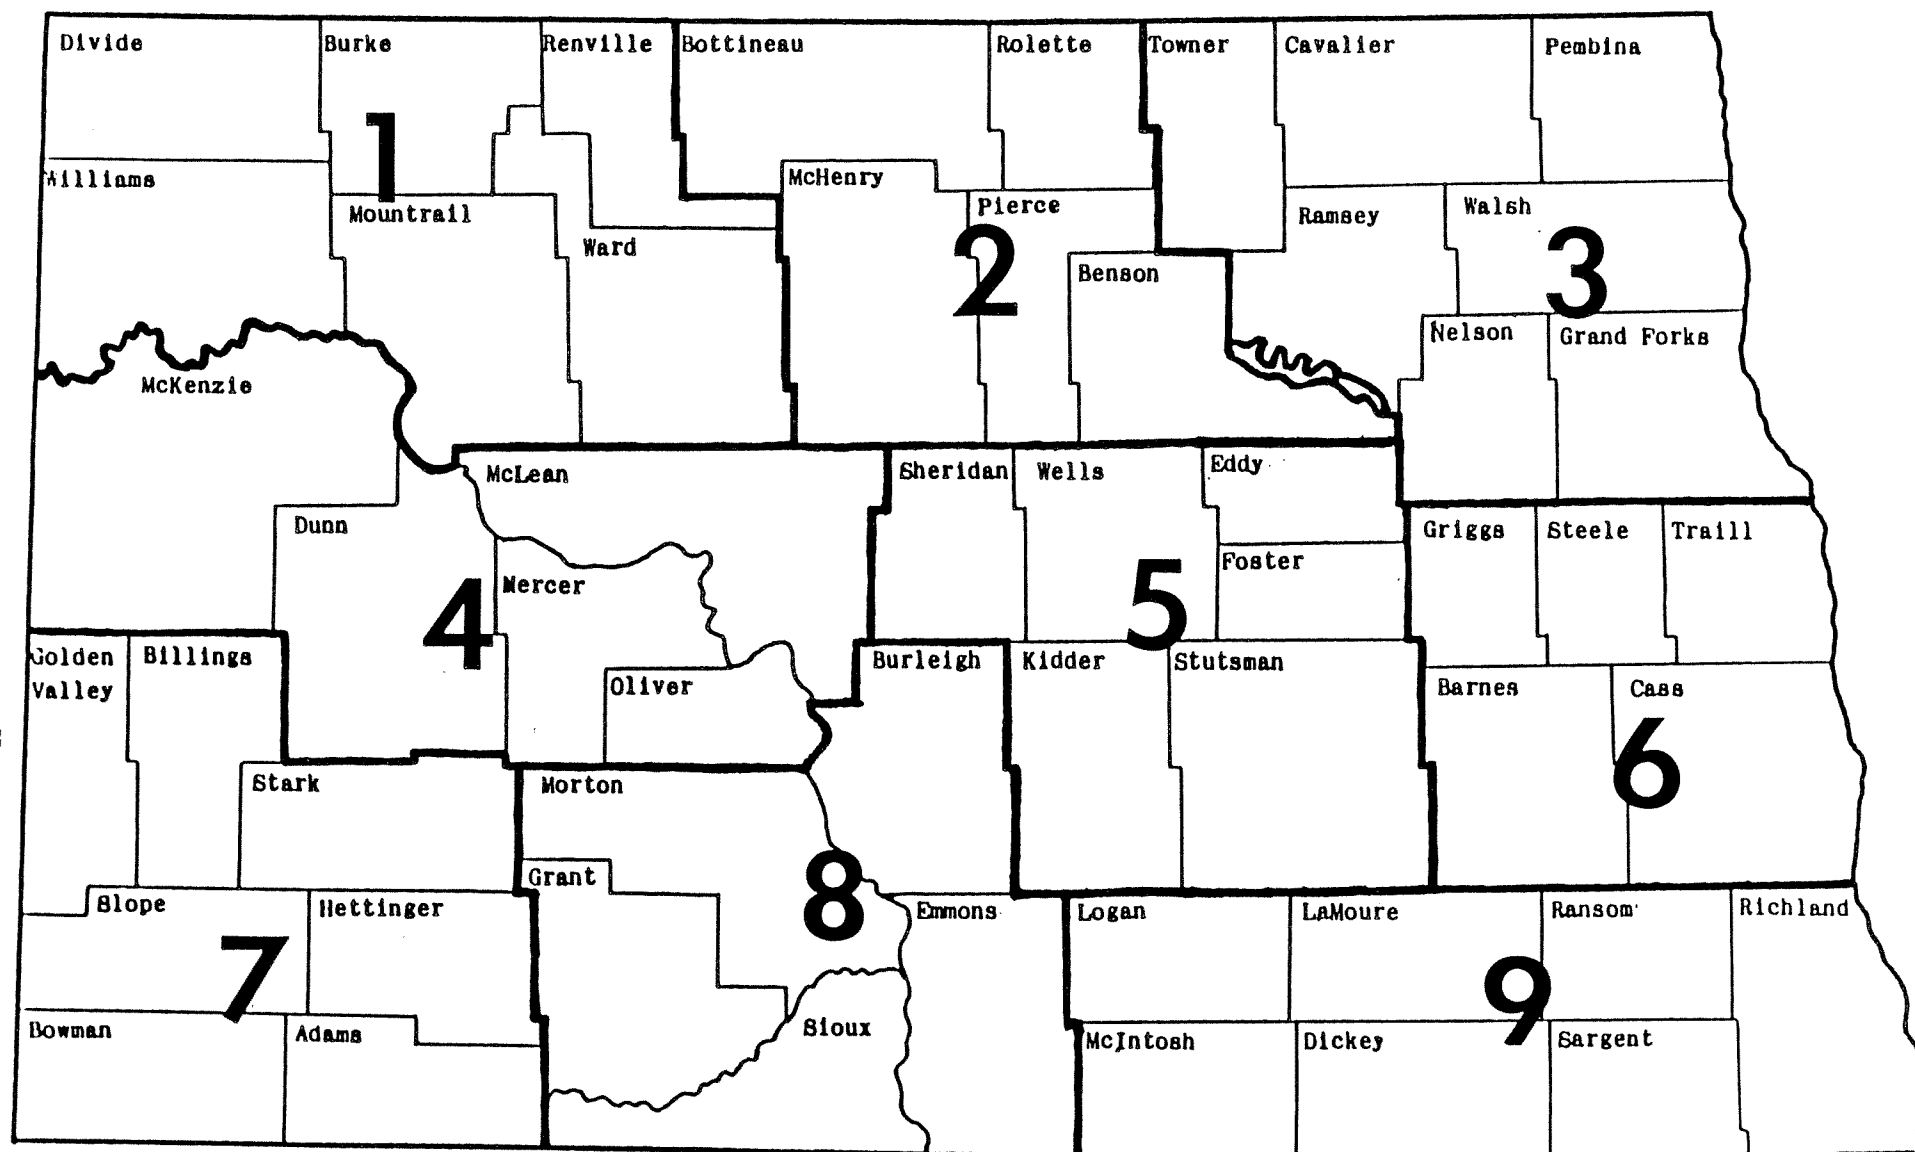 Divide Burke Renville Bottineau Rolette Towner Cavalier Pembina
1
Williams McHenry
Mountrail Pierce Ramsey Walsh
Ward 2 Benson 3
McKenzie Nelson Grand Forks
McLean Sheridan Wells Eddy
Dunn Griggs Steele Traill
4 Mercer 5 Foster
Golden Billings Burleigh Kidder Stutsman
Valley Oliver Barnes Cass
6
Stark Morton
Grant 8
Slope Hettinger Emmons Logan LaMoure Ransom Richland
7 9
Bowman Adams Sioux McIntosh Dickey Sargent